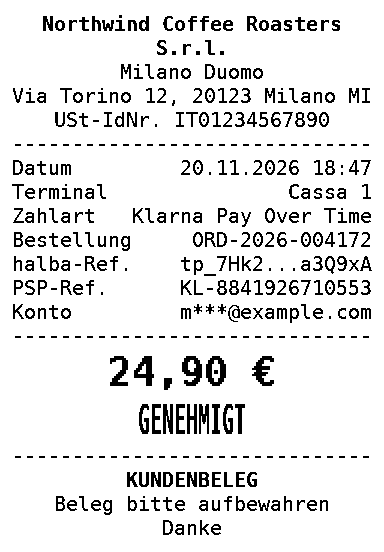 Northwind Coffee Roasters
S.r.l.
Milano Duomo
Via Torino 12, 20123 Milano MI
USt-IdNr. IT01234567890
------------------------------
Datum 20.11.2026 18:47
Terminal Cassa 1
Zahlart Klarna Pay Over Time
Bestellung ORD-2026-004172
halba-Ref. tp_7Hk2...a3Q9xA
PSP-Ref. KL-8841926710553
Konto m***@example.com
------------------------------
24,90 €
GENEHMIGT
------------------------------
KUNDENBELEG
Beleg bitte aufbewahren
Danke